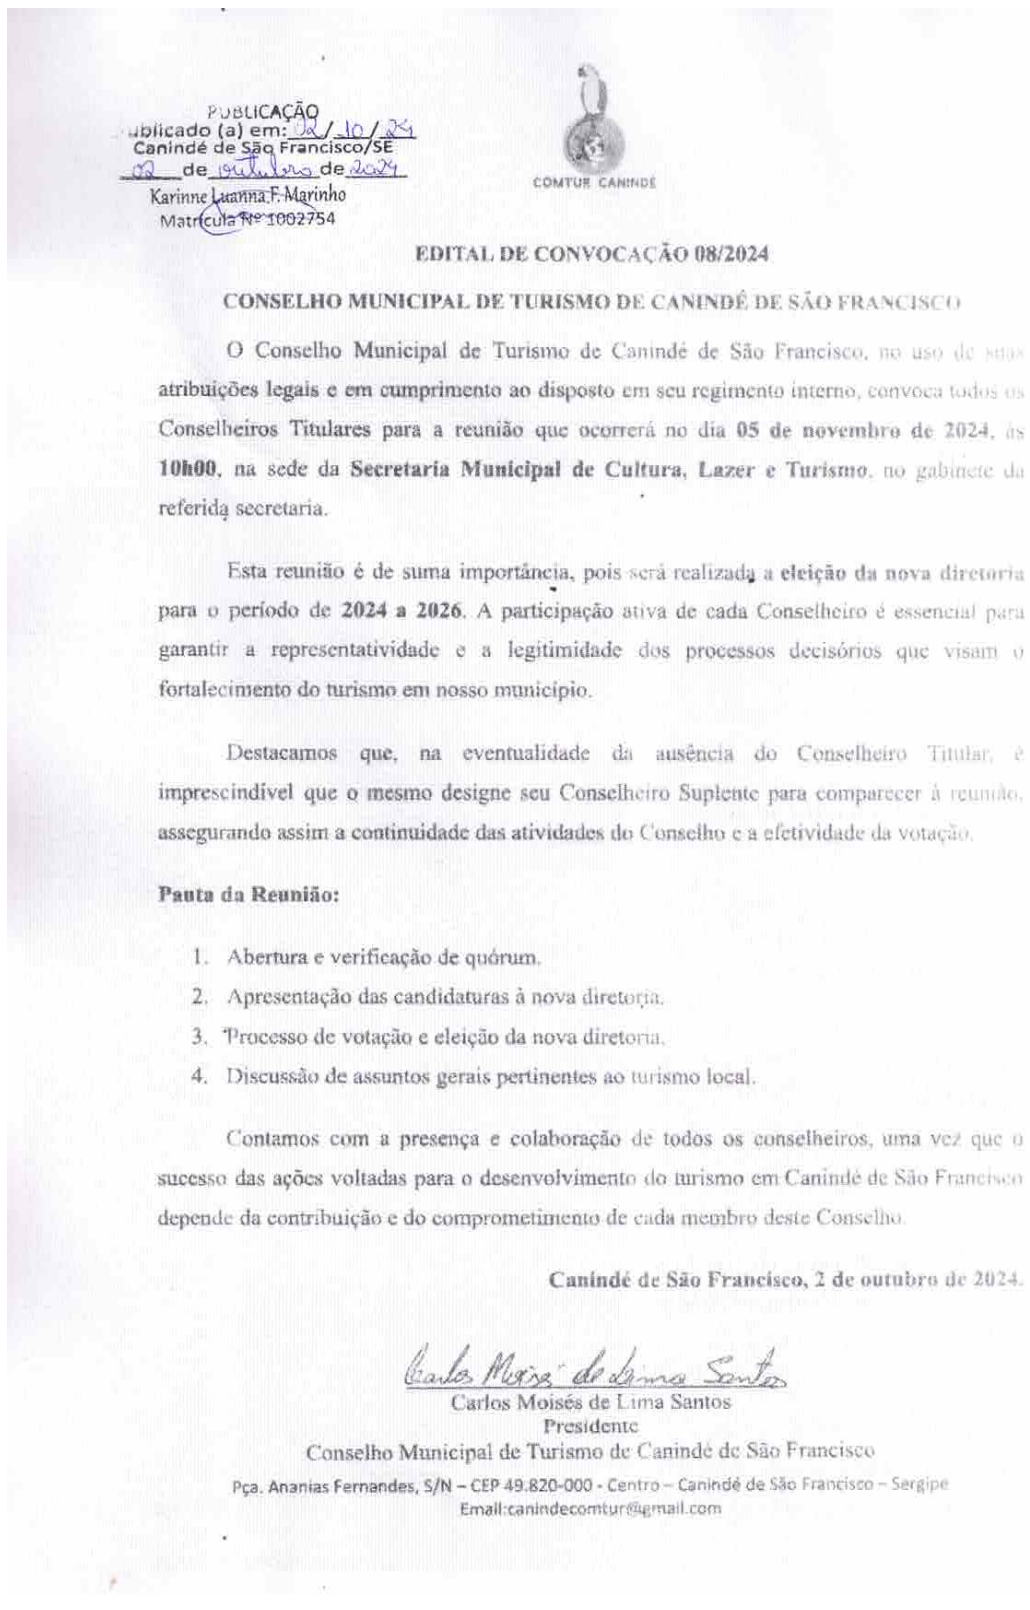 PUBLICAÇÃO
ublicado (a) em: 02/10/24
Canindé de São Francisco/SE
02 de outubro de 2024
Karinne Luanna F. Marinho
Matrícula Nº 1002754
COMTUR CANINDÉ
EDITAL DE CONVOCAÇÃO 08/2024
CONSELHO MUNICIPAL DE TURISMO DE CANINDÉ DE SÃO FRANCISCO
O Conselho Municipal de Turismo de Canindé de São Francisco, no uso de suas
atribuições legais e em cumprimento ao disposto em seu regimento interno, convoca todos os
Conselheiros Titulares para a reunião que ocorrerá no dia 05 de novembro de 2024, às
10h00, na sede da Secretaria Municipal de Cultura, Lazer e Turismo, no gabinete da
referida secretaria.
Esta reunião é de suma importância, pois será realizada a eleição da nova diretoria
para o período de 2024 a 2026. A participação ativa de cada Conselheiro é essencial para
garantir a representatividade e a legitimidade dos processos decisórios que visam o
fortalecimento do turismo em nosso município.
Destacamos que, na eventualidade da ausência do Conselheiro Titular, é
imprescindível que o mesmo designe seu Conselheiro Suplente para comparecer à reunião,
assegurando assim a continuidade das atividades do Conselho e a efetividade da votação.
Pauta da Reunião:
1. Abertura e verificação de quórum.
2. Apresentação das candidaturas à nova diretoria.
3. Processo de votação e eleição da nova diretoria.
4. Discussão de assuntos gerais pertinentes ao turismo local.
Contamos com a presença e colaboração de todos os conselheiros, uma vez que o
sucesso das ações voltadas para o desenvolvimento do turismo em Canindé de São Francisco
depende da contribuição e do comprometimento de cada membro deste Conselho.
Canindé de São Francisco, 2 de outubro de 2024.
Carlos Moisés de Lima Santos
Carlos Moisés de Lima Santos
Presidente
Conselho Municipal de Turismo de Canindé de São Francisco
Pça. Ananias Fernandes, S/N – CEP 49.820-000 - Centro – Canindé de São Francisco – Sergipe
Email:canindecomtur@gmail.com